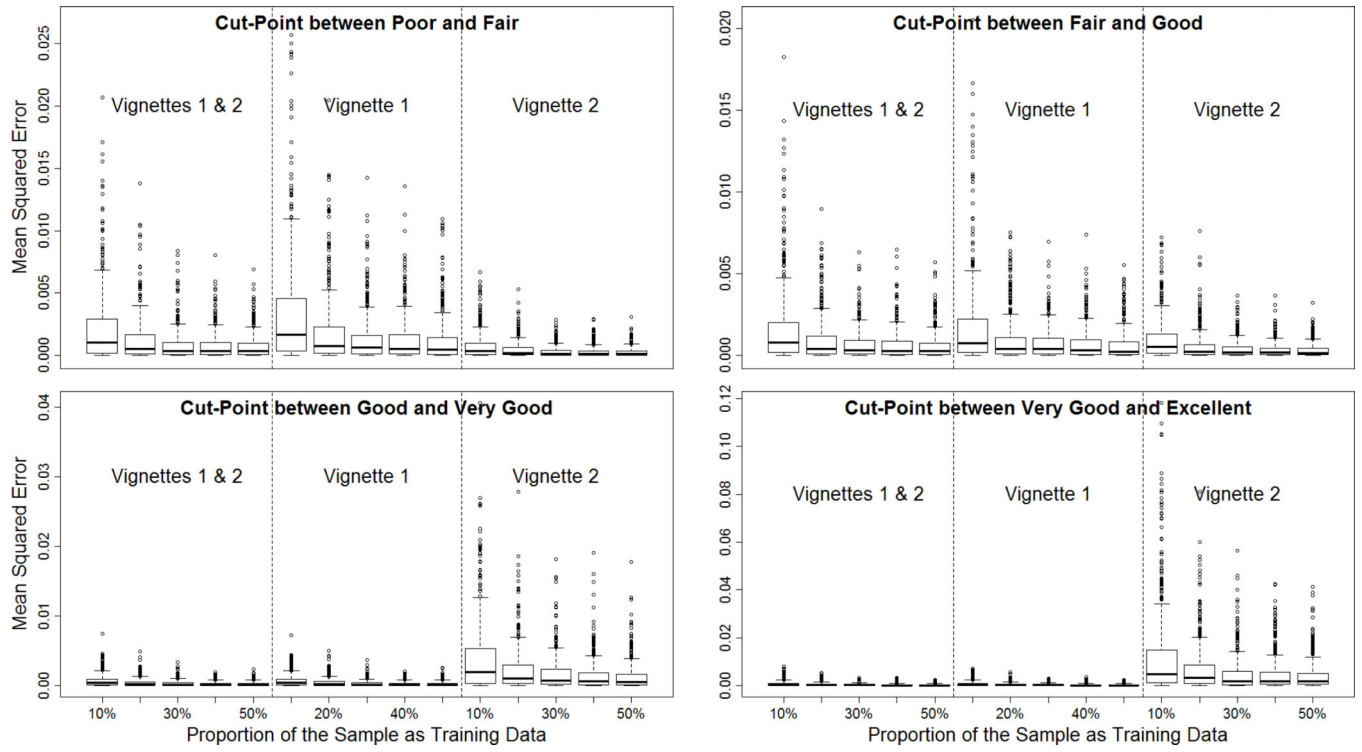 Cut-Point between Poor and Fair
Mean Squared Error
0.000
0.005
0.010
0.015
0.020
0.025
Vignettes 1 & 2
Vignette 1
Vignette 2
Cut-Point between Fair and Good
0.000
0.005
0.010
0.015
0.020
Vignettes 1 & 2
Vignette 1
Vignette 2
Cut-Point between Good and Very Good
Mean Squared Error
0.00
0.01
0.02
0.03
0.04
Vignettes 1 & 2
Vignette 1
Vignette 2
10% 30% 50% 20% 40% 10% 30% 50%
Proportion of the Sample as Training Data
Cut-Point between Very Good and Excellent
0.00
0.02
0.04
0.06
0.08
0.10
0.12
Vignettes 1 & 2
Vignette 1
Vignette 2
10% 30% 50% 20% 40% 10% 30% 50%
Proportion of the Sample as Training Data